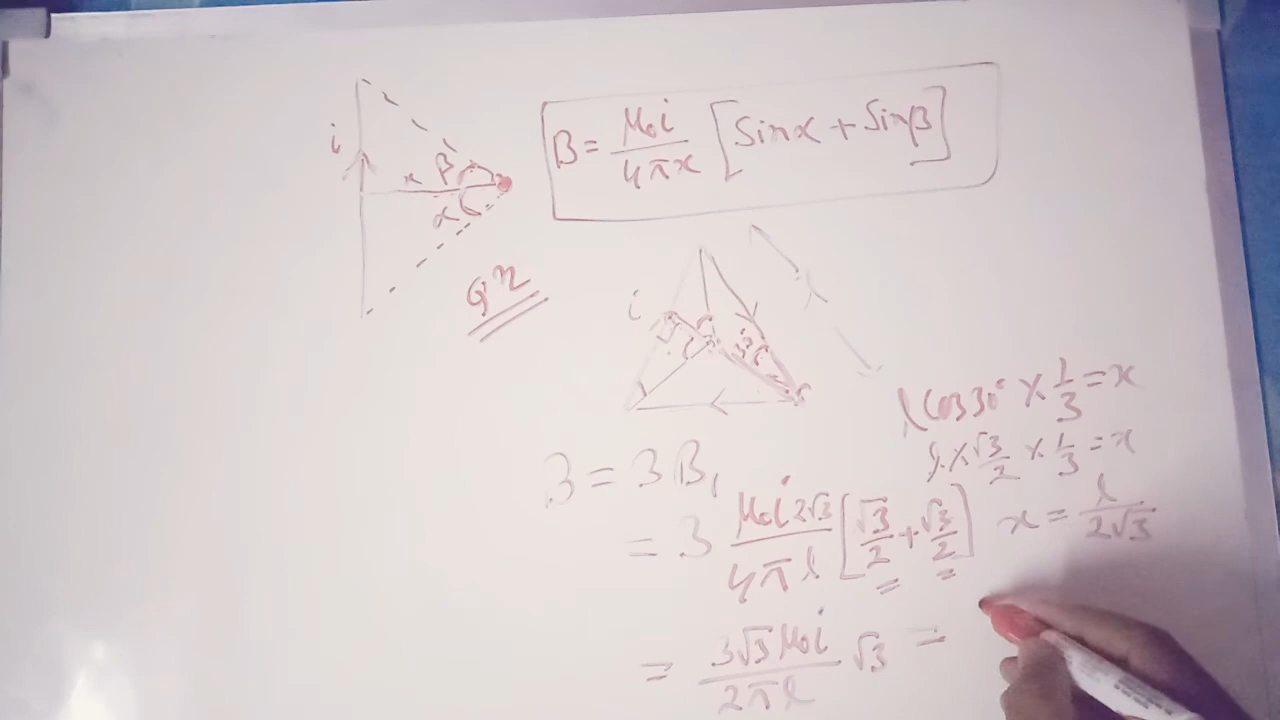 i
x β
α
B = μ₀i / 4πx [Sinα + Sinβ]
i
30°
l
l Cos30° × 1/3 = x
l × √3/2 × 1/3 = x
x = l / 2√3
B = 3B₁
= 3 μ₀i 2√3 / 4πl [√3/2 + √3/2]
= 3√3 μ₀i / 2πl √3 =